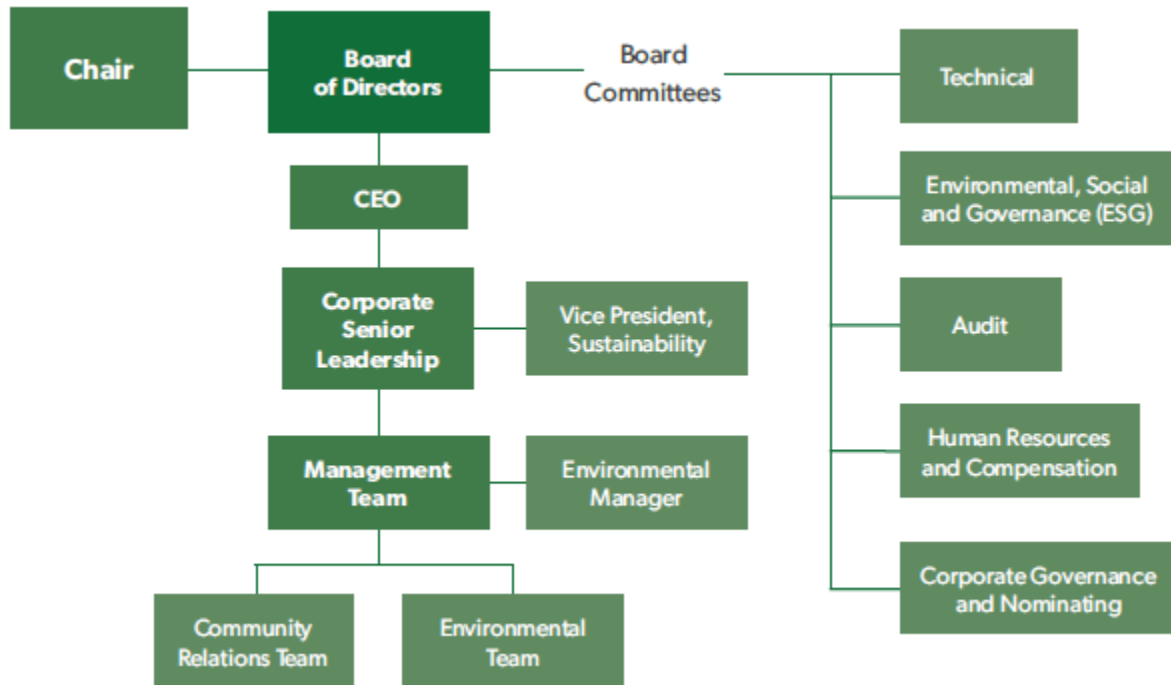 Chair
Board
of Directors
Board
Committees
Technical
CEO
Environmental, Social
and Governance (ESG)
Corporate
Senior
Leadership
Vice President,
Sustainability
Audit
Management
Team
Environmental
Manager
Human Resources
and Compensation
Community
Relations Team
Environmental
Team
Corporate Governance
and Nominating